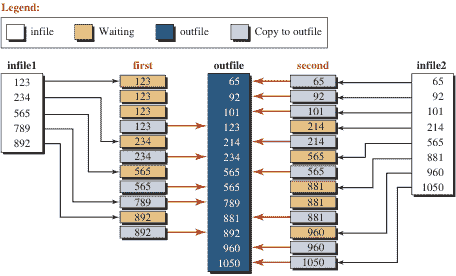 Legend:
infile Waiting outfile Copy to outfile
infile1 first outfile second infile2
123 123 65 65 65
234 123 92 92 92
565 123 101 101 101
789 123 123 214 214
892 234 214 214 565
234 234 565 881
565 565 565 960
565 565 881 1050
789 789 881
892 881 881
892 892 960
960 960
1050 1050